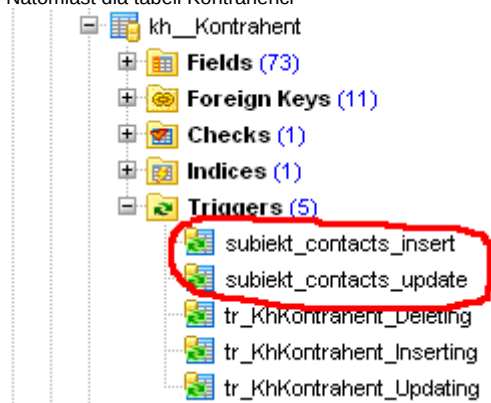 Natomiast dla tabeli Kontrahenci
kh__Kontrahent
Fields (73)
Foreign Keys (11)
Checks (1)
Indices (1)
Triggers (5)
subiekt_contacts_insert
subiekt_contacts_update
tr_KhKontrahent_Deleting
tr_KhKontrahent_Inserting
tr_KhKontrahent_Updating